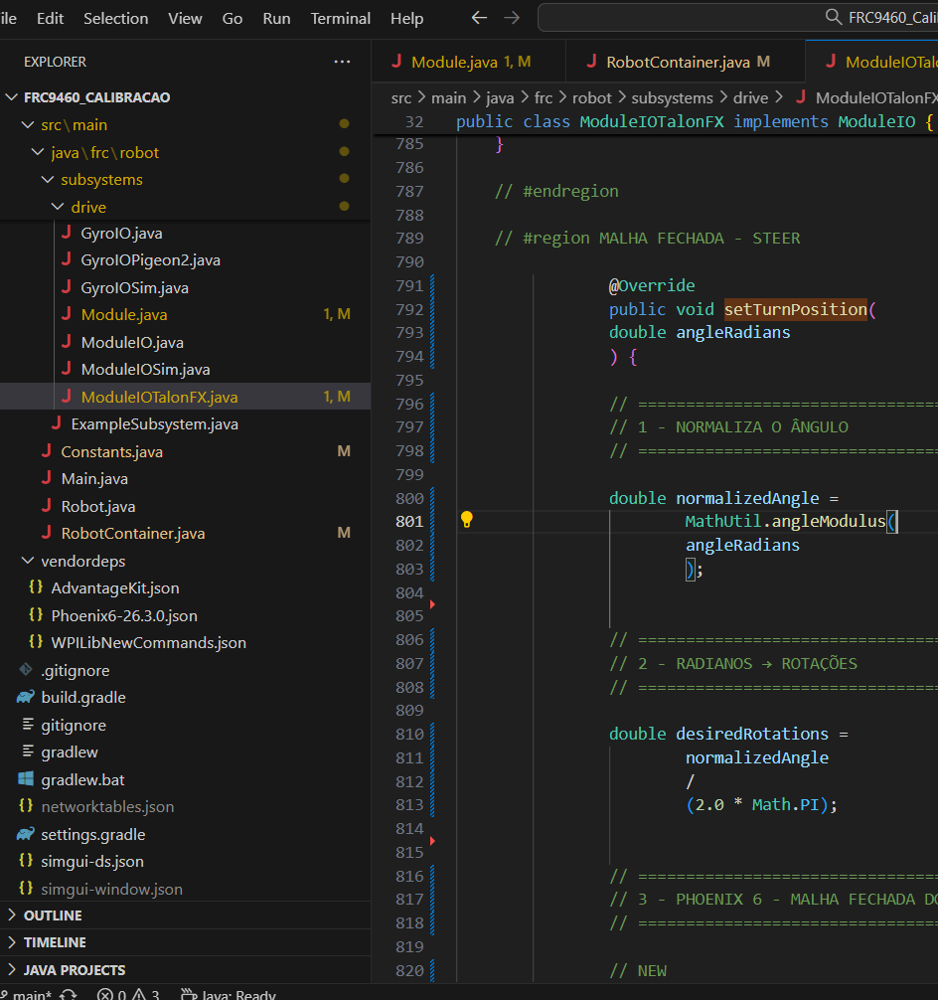 ile Edit Selection View Go Run Terminal Help FRC9460_Cali
EXPLORER ...
FRC9460_CALIBRACAO
src\main
java\frc\robot
subsystems
drive
GyroIO.java
GyroIOPigeon2.java
GyroIOSim.java
Module.java 1, M
ModuleIO.java
ModuleIOSim.java
ModuleIOTalonFX.java 1, M
ExampleSubsystem.java
Constants.java M
Main.java
Robot.java
RobotContainer.java M
vendordeps
AdvantageKit.json
Phoenix6-26.3.0.json
WPILibNewCommands.json
.gitignore
build.gradle
gitignore
gradlew
gradlew.bat
networktables.json
settings.gradle
simgui-ds.json
simgui-window.json
OUTLINE
TIMELINE
JAVA PROJECTS
main* 0 3 Java: Ready
Module.java 1, M RobotContainer.java M ModuleIOTalo
src > main > java > frc > robot > subsystems > drive > ModuleIOTalonFX
32 public class ModuleIOTalonFX implements ModuleIO {
785 }
786
787 // #endregion
788
789 // #region MALHA FECHADA - STEER
790
791 @Override
792 public void setTurnPosition(
793 double angleRadians
794 ) {
795
796 // ================================
797 // 1 - NORMALIZA O ÂNGULO
798 // ================================
799
800 double normalizedAngle =
801 MathUtil.angleModulus(
802 angleRadians
803 );
804
805
806 // ================================
807 // 2 - RADIANOS → ROTAÇÕES
808 // ================================
809
810 double desiredRotations =
811 normalizedAngle
812 /
813 (2.0 * Math.PI);
814
815
816 // ================================
817 // 3 - PHOENIX 6 - MALHA FECHADA DO
818 // ================================
819
820 // NEW